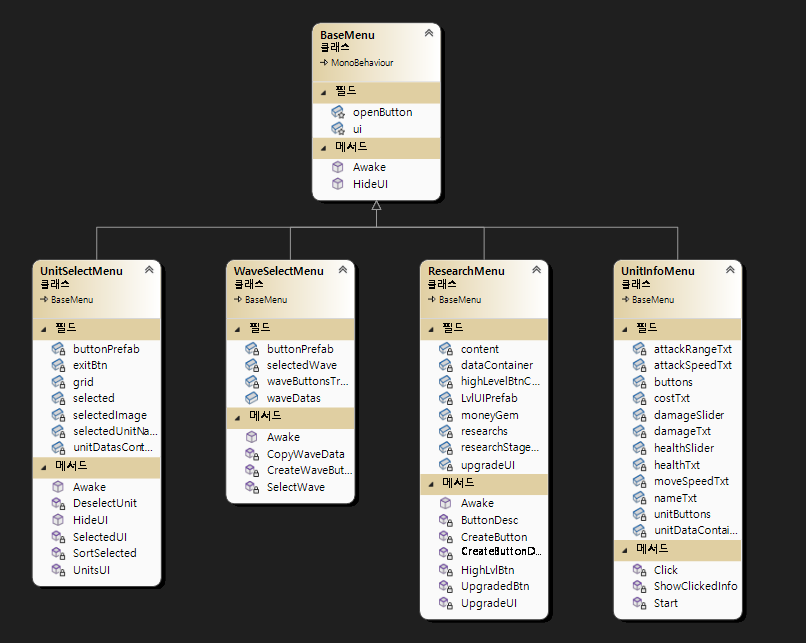 BaseMenu
클래스
MonoBehaviour
필드
openButton
ui
메서드
Awake
HideUI
UnitSelectMenu
클래스
BaseMenu
필드
buttonPrefab
exitBtn
grid
selected
selectedImage
selectedUnitNa...
unitDatasCont...
메서드
Awake
DeselectUnit
HideUI
SelectedUI
SortSelected
UnitsUI
WaveSelectMenu
클래스
BaseMenu
필드
buttonPrefab
selectedWave
waveButtonsTr...
waveDatas
메서드
Awake
CopyWaveData
CreateWaveBut...
SelectWave
ResearchMenu
클래스
BaseMenu
필드
content
dataContainer
highLevelBtnC...
LvlUIPrefab
moneyGem
researchs
researchStage...
upgradeUI
메서드
Awake
ButtonDesc
CreateButton
CreateButtonD...
HighLvlBtn
UpgradedBtn
UpgradeUI
UnitInfoMenu
클래스
BaseMenu
필드
attackRangeTxt
attackSpeedTxt
buttons
costTxt
damageSlider
damageTxt
healthSlider
healthTxt
moveSpeedTxt
nameTxt
unitButtons
unitDataContai...
메서드
Click
ShowClickedInfo
Start